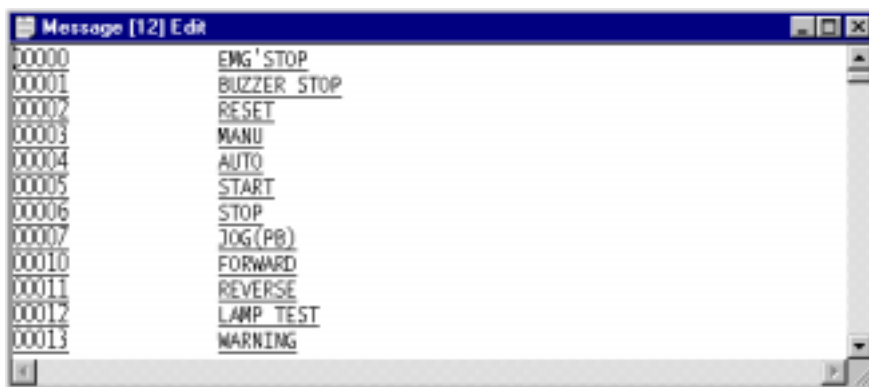 Message [12] Edit
00000 EMG'STOP
00001 BUZZER STOP
00002 RESET
00003 MANU
00004 AUTO
00005 START
00006 STOP
00007 JOG(PB)
00010 FORWARD
00011 REVERSE
00012 LAMP TEST
00013 WARNING